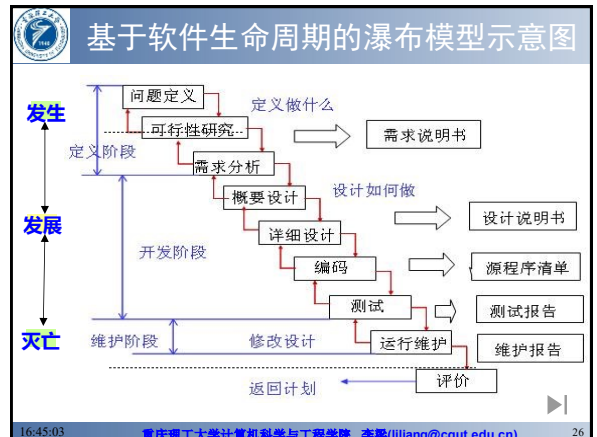 基于软件生命周期的瀑布模型示意图
问题定义
定义做什么
发生
可行性研究
需求说明书
定义阶段
需求分析
设计如何做
概要设计
发展
设计说明书
详细设计
开发阶段
编码
源程序清单
测试
测试报告
灭亡
维护阶段
修改设计
运行维护
维护报告
评价
返回计划
16:45:03
重庆理工大学计算机科学与工程学院 李梁(liliang@cqut.edu.cn)
26